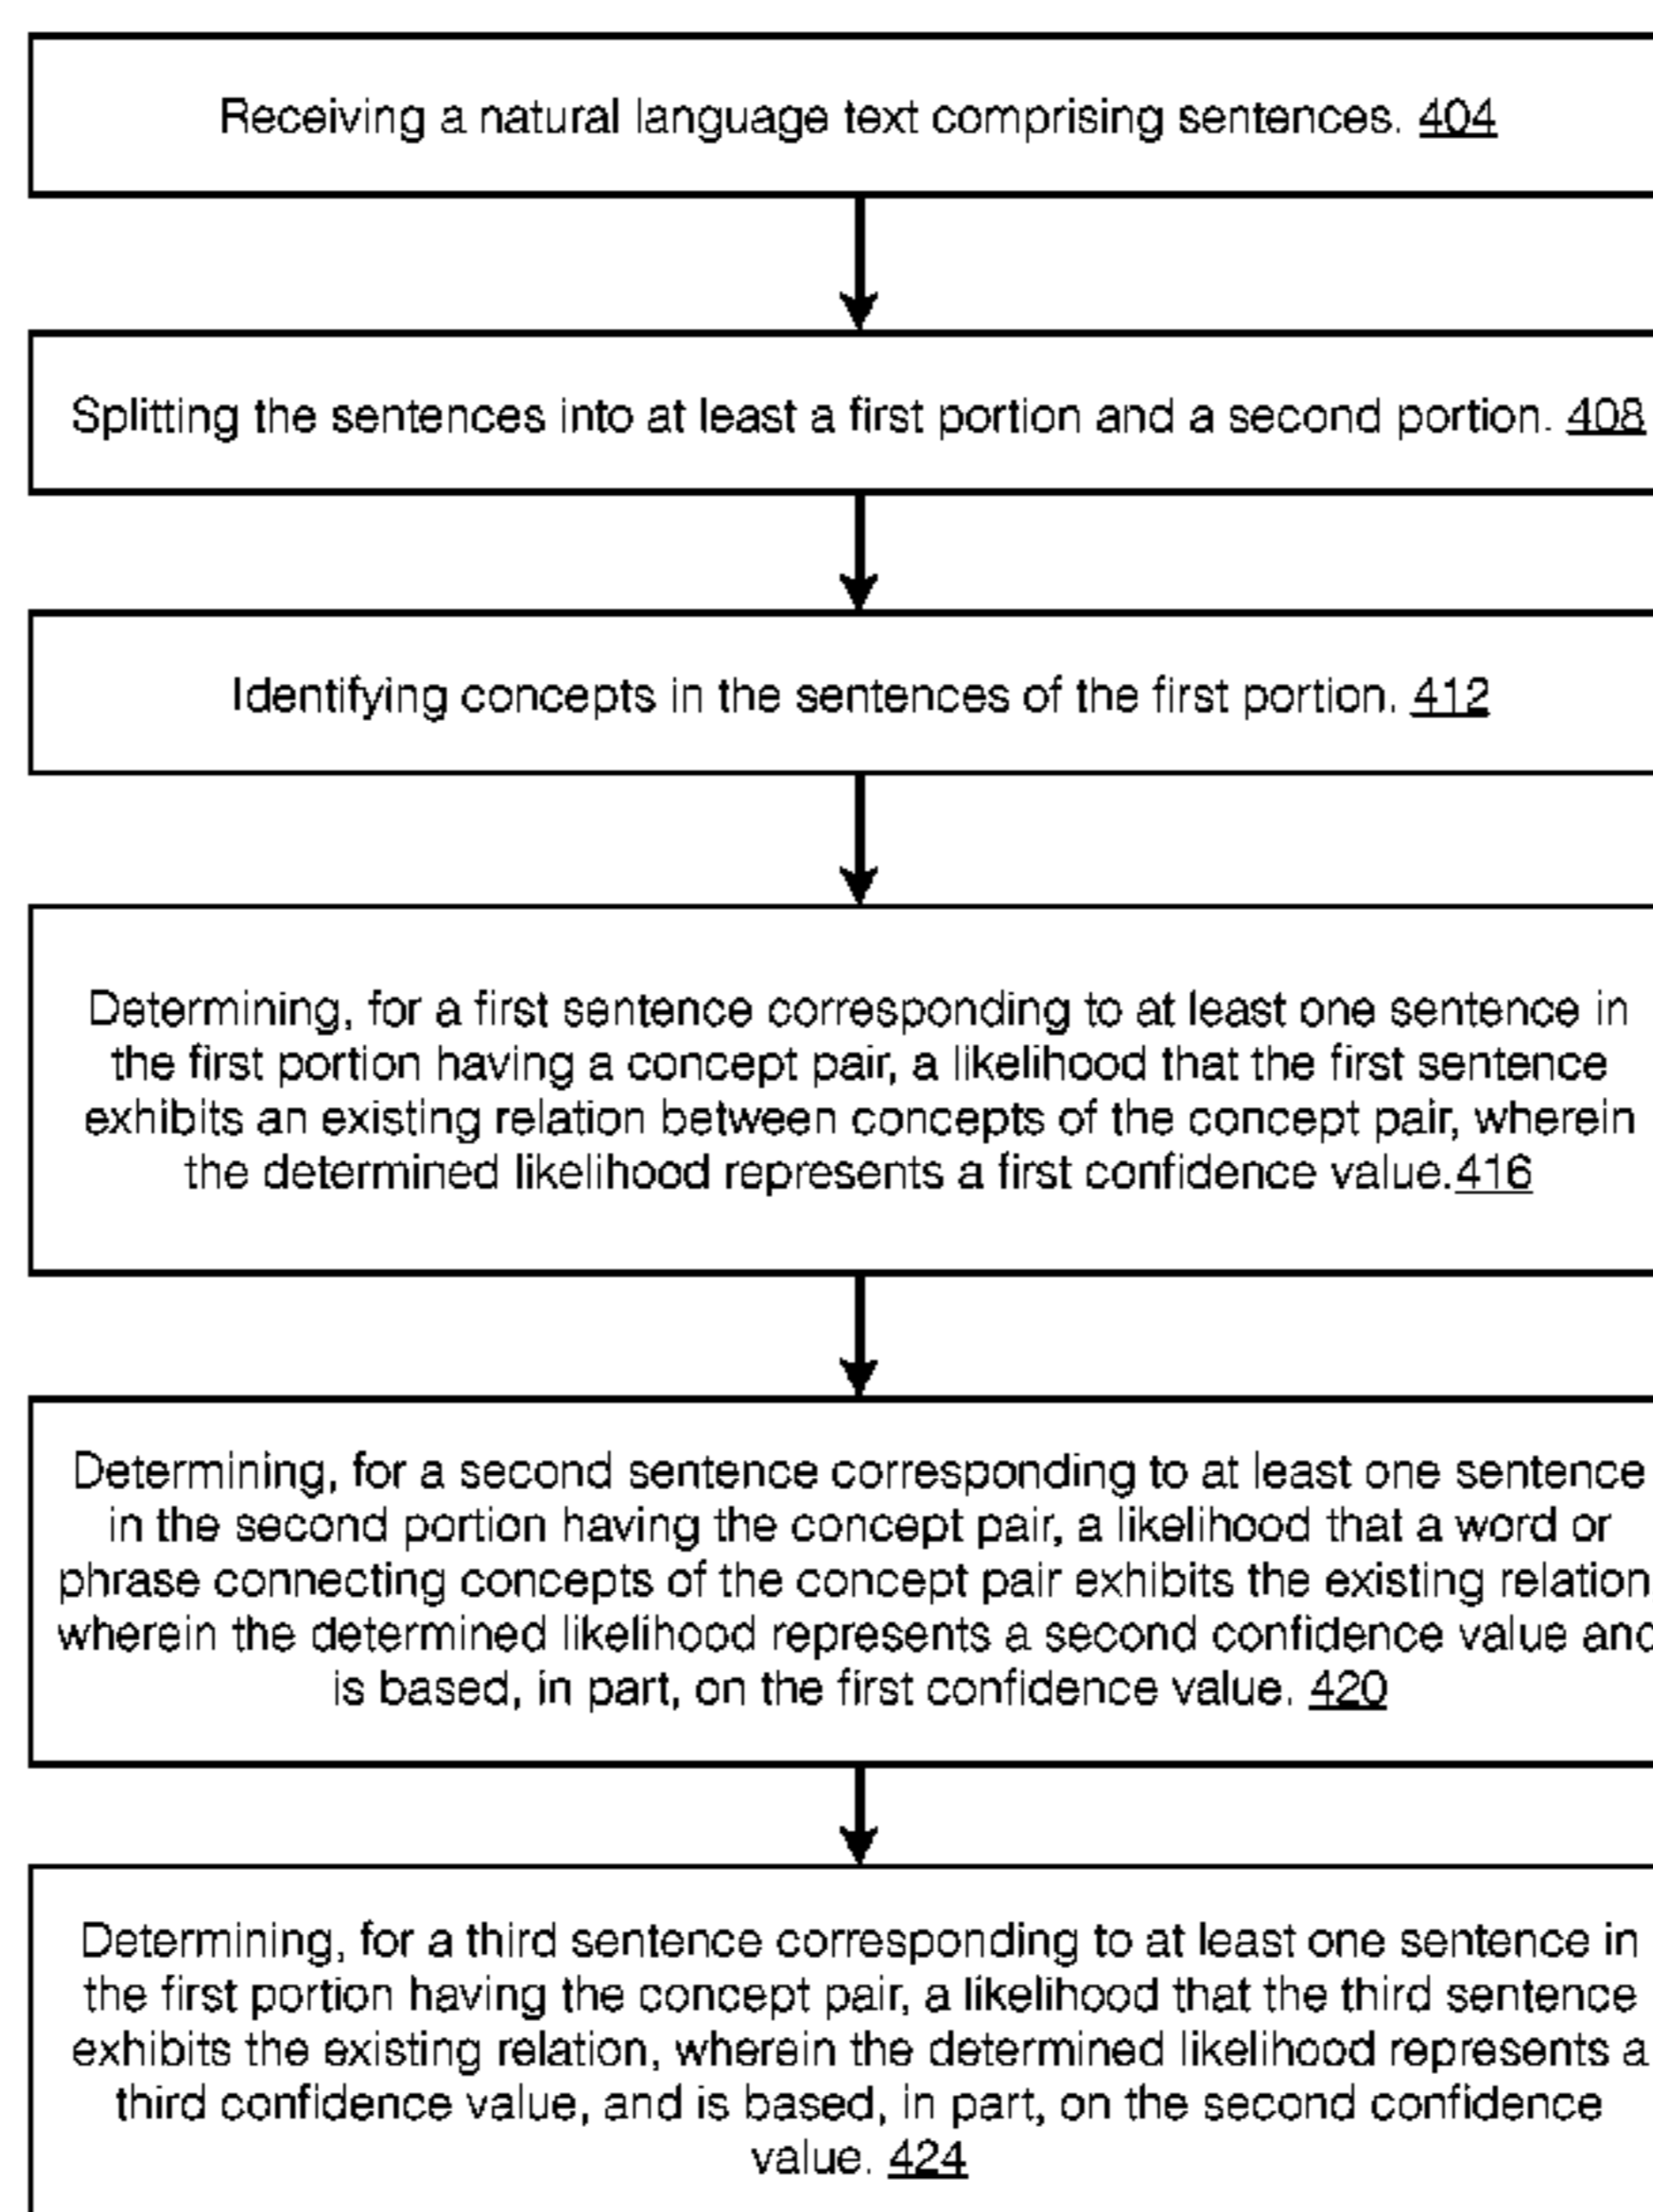 Receiving a natural language text comprising sentences. 404
Splitting the sentences into at least a first portion and a second portion. 408
Identifying concepts in the sentences of the first portion. 412
Determining, for a first sentence corresponding to at least one sentence in
the first portion having a concept pair, a likelihood that the first sentence
exhibits an existing relation between concepts of the concept pair, wherein
the determined likelihood represents a first confidence value.416
Determining, for a second sentence corresponding to at least one sentence
in the second portion having the concept pair, a likelihood that a word or
phrase connecting concepts of the concept pair exhibits the existing relation
wherein the determined likelihood represents a second confidence value and
is based, in part, on the first confidence value. 420
Determining, for a third sentence corresponding to at least one sentence in
the first portion having the concept pair, a likelihood that the third sentence
exhibits the existing relation, wherein the determined likelihood represents a
third confidence value, and is based, in part, on the second confidence
value. 424